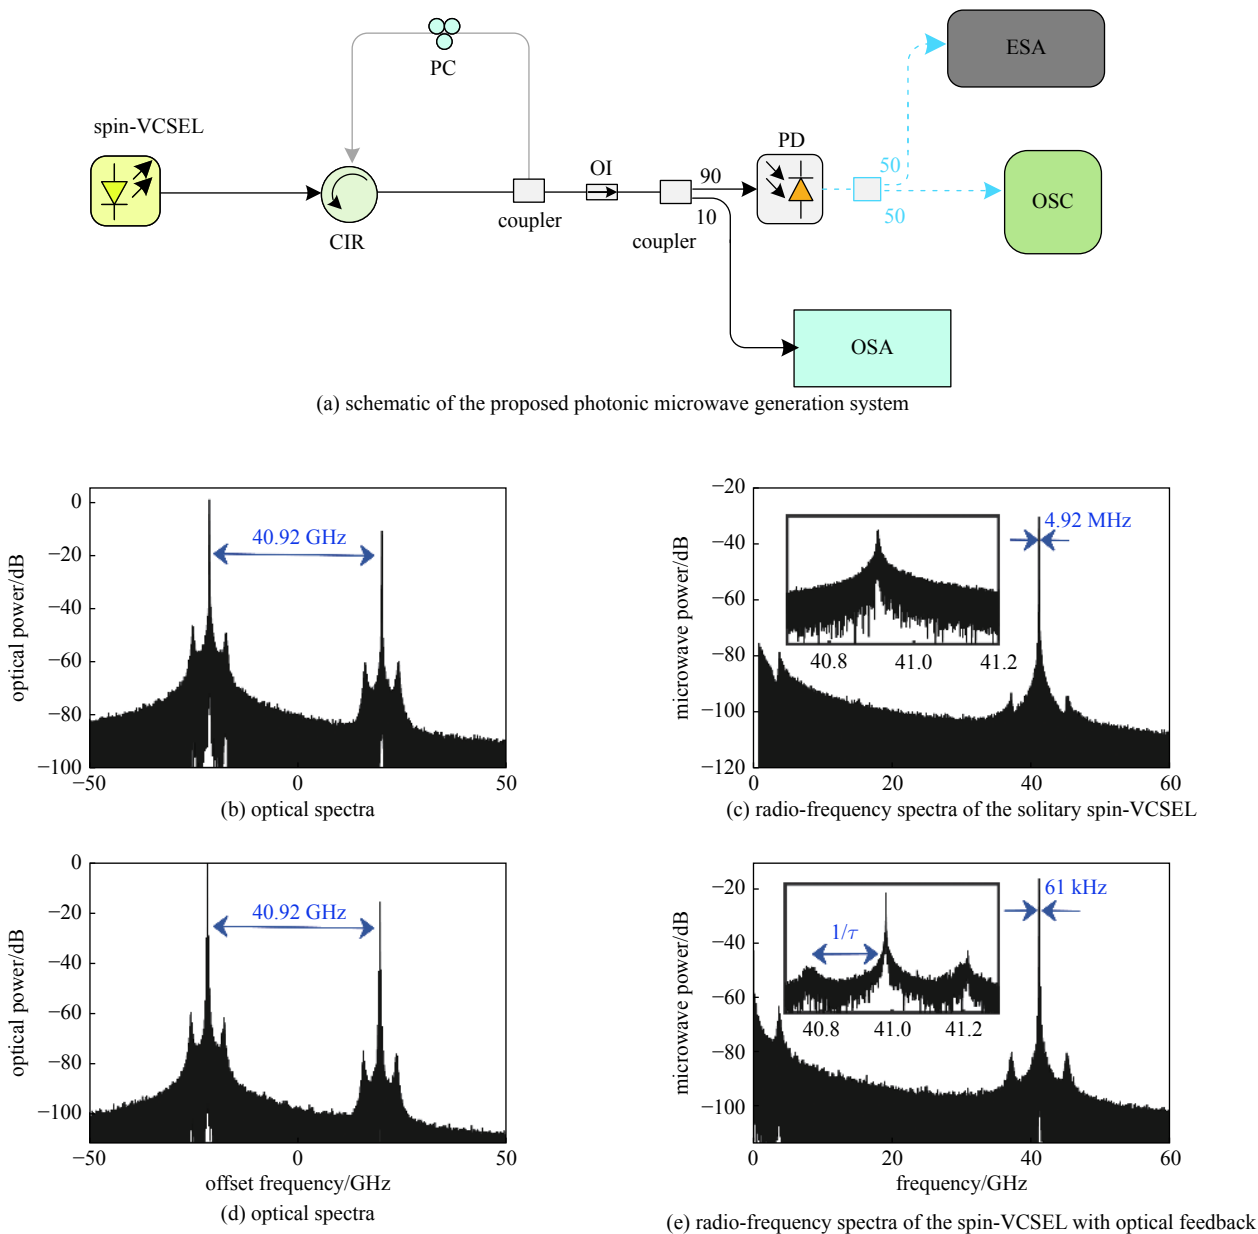 ESA
PC
spin-VCSEL
PD
OI
50
90
50
OSC
10
CIR
coupler
coupler
OSA
(a) schematic of the proposed photonic microwave generation system
optical power/dB
0
−20
−40
−60
−80
−100
40.92 GHz
−50
0
50
(b) optical spectra
microwave power/dB
−20
−40
−60
−80
−100
−120
4.92 MHz
40.8
41.0
41.2
0
20
40
60
(c) radio-frequency spectra of the solitary spin-VCSEL
optical power/dB
0
−20
−40
−60
−80
−100
40.92 GHz
−50
0
50
offset frequency/GHz
(d) optical spectra
microwave power/dB
−20
−40
−60
−80
−100
61 kHz
1/τ
40.8
41.0
41.2
0
20
40
60
frequency/GHz
(e) radio-frequency spectra of the spin-VCSEL with optical feedback